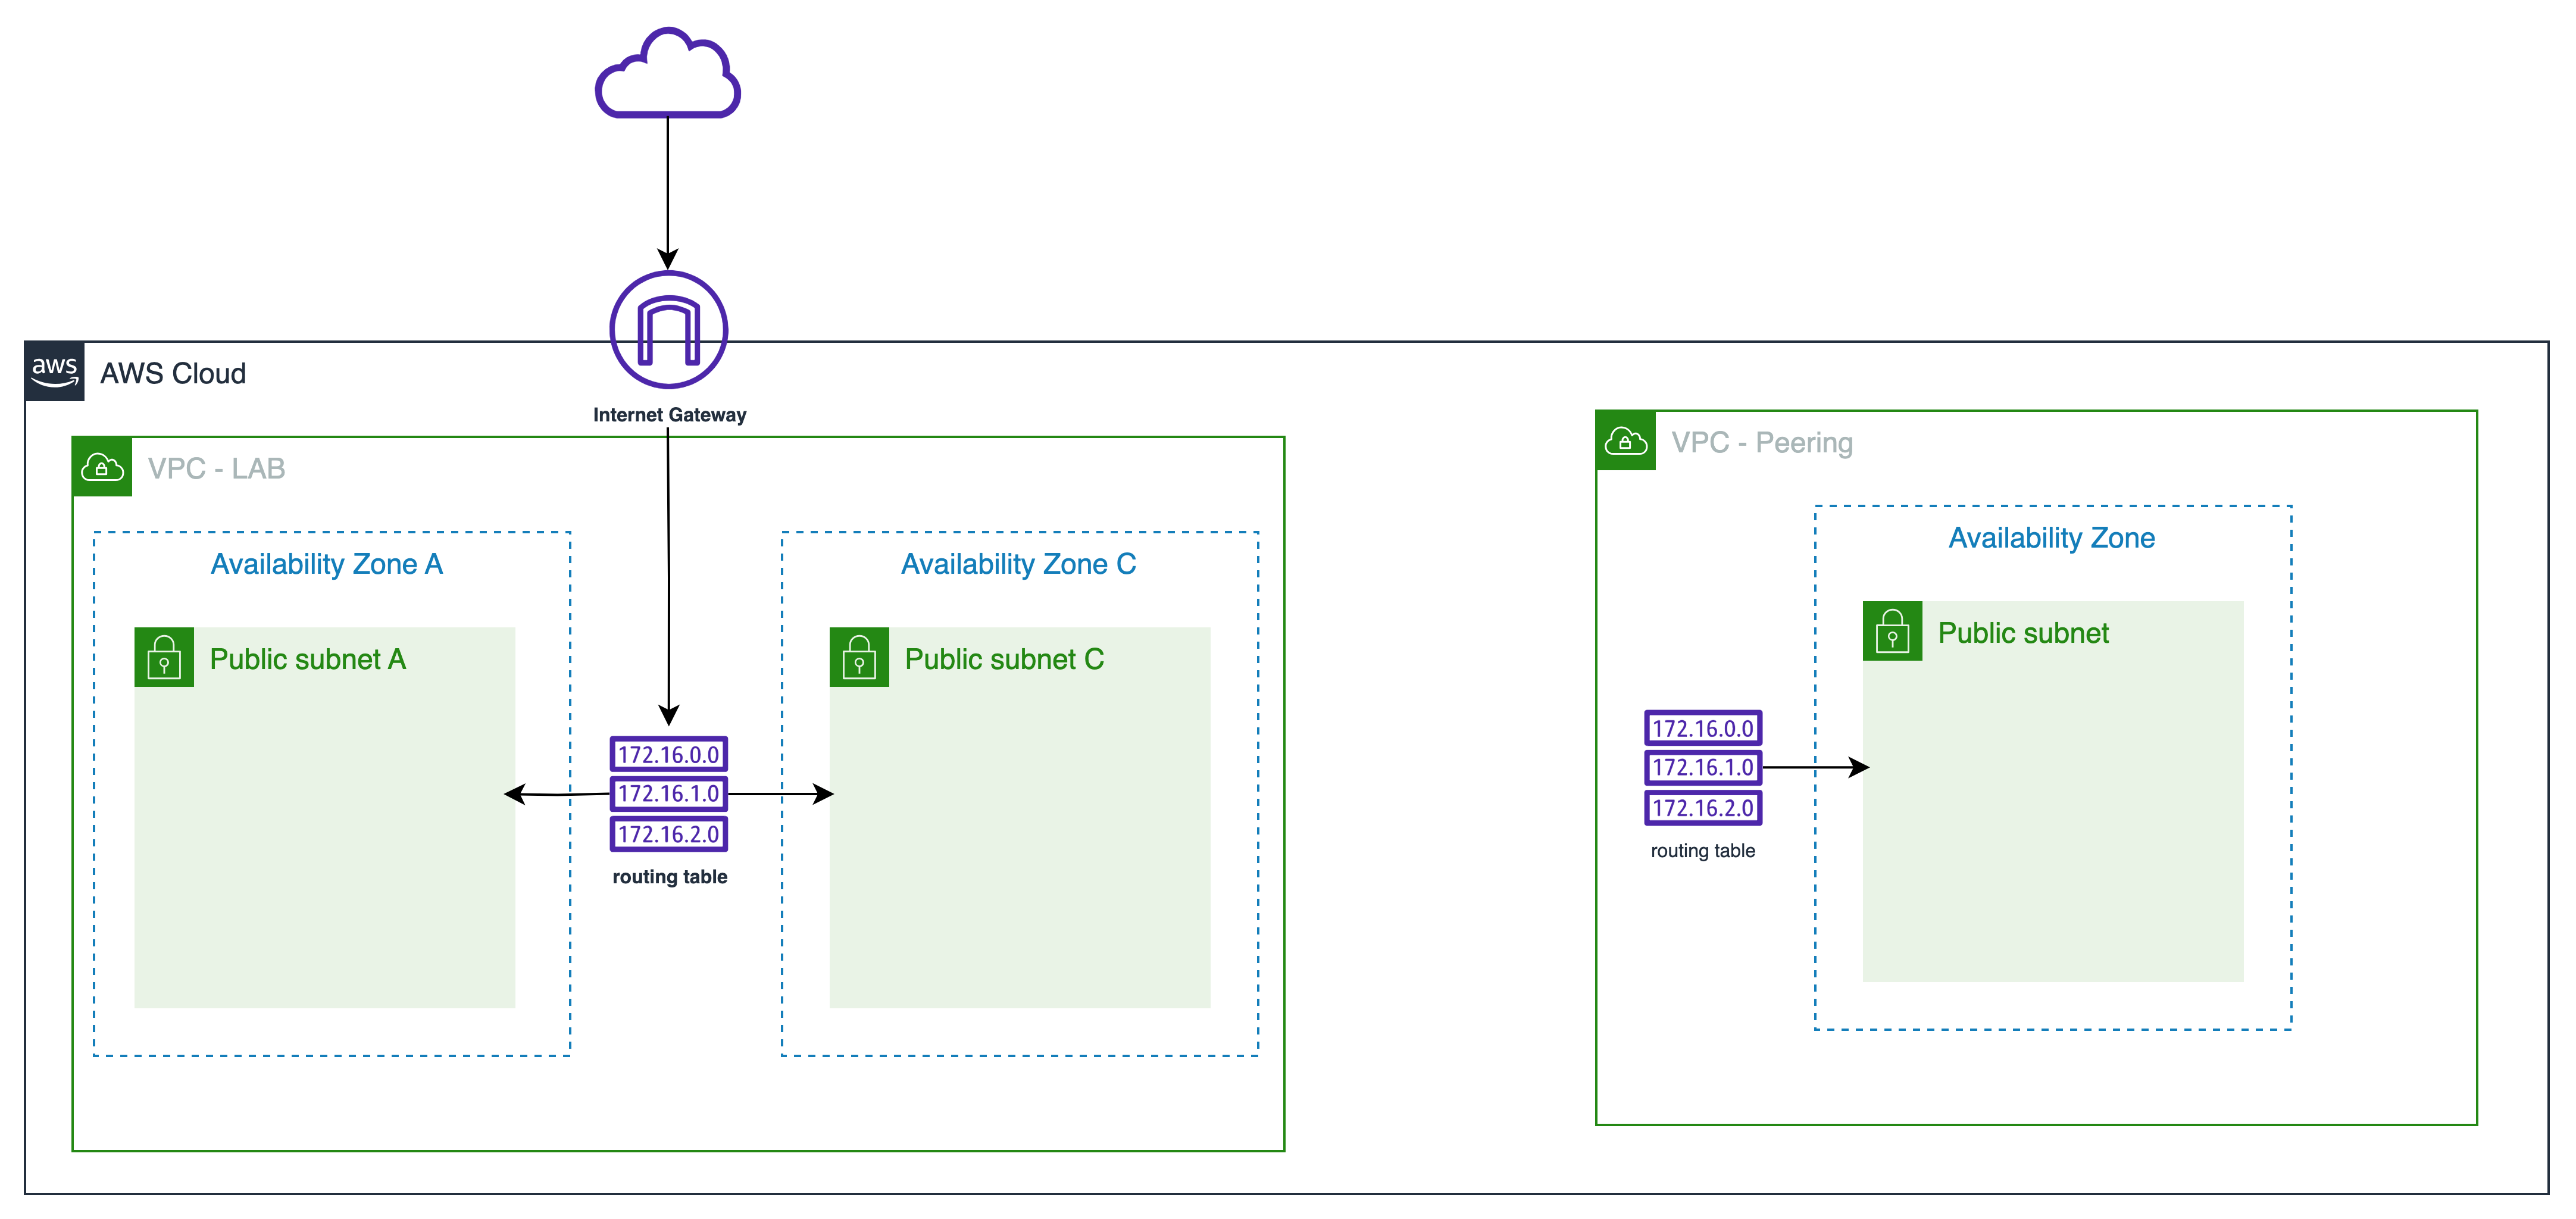 aws
AWS Cloud
Internet Gateway
VPC - LAB
Availability Zone A
Public subnet A
172.16.0.0
172.16.1.0
172.16.2.0
routing table
Availability Zone C
Public subnet C
VPC - Peering
Availability Zone
Public subnet
172.16.0.0
172.16.1.0
172.16.2.0
routing table